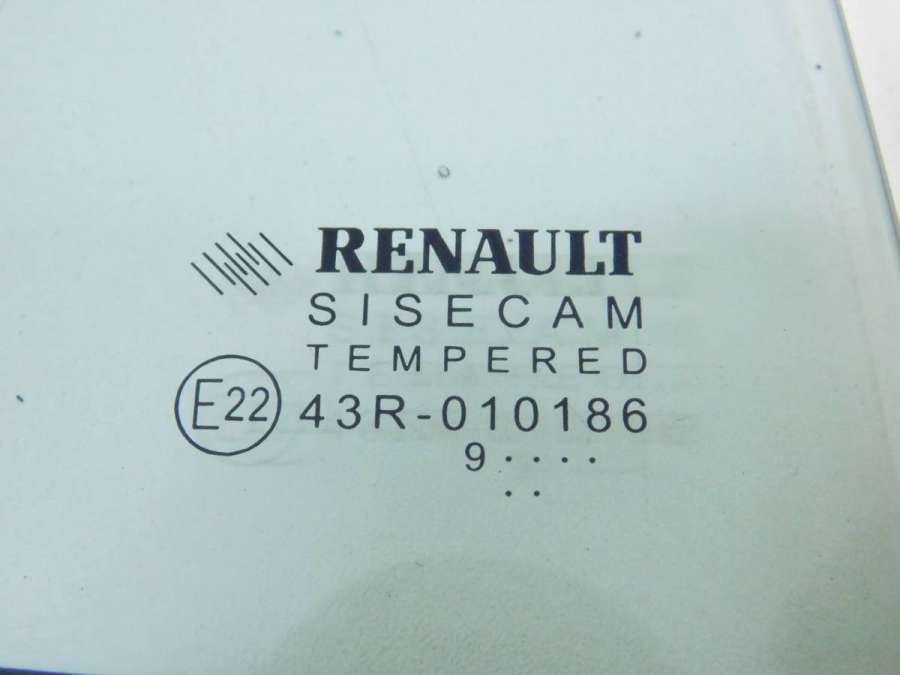 RENAULT
SISECAM
TEMPERED
E22 43R-010186
9 ····
··